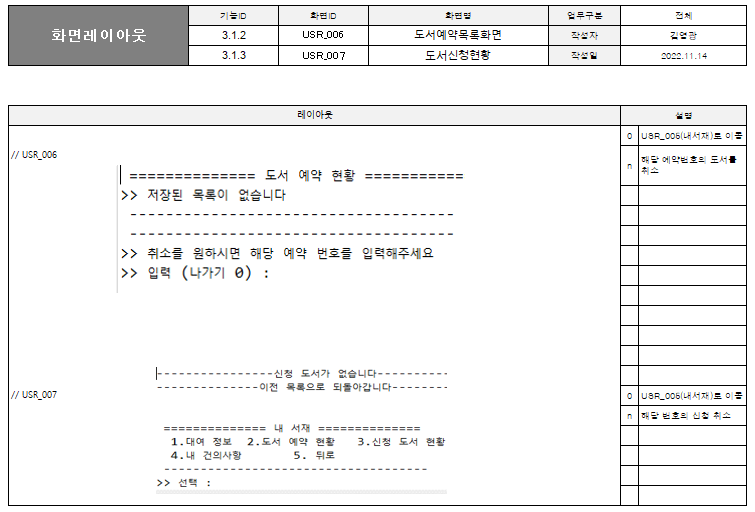 화면레이아웃
기능ID 화면ID 화면명 업무구분 전체
3.1.2 USR_006 도서예약목록화면 작성자 김영광
3.1.3 USR_007 도서신청현황 작성일 2022.11.14
레이아웃 설명
0 USR_005(내서재)로 이동
// USR_006
n 해당 예약번호의 도서를 취소
============== 도서 예약 현황 ===========
>> 저장된 목록이 없습니다
------------------------------------
------------------------------------
>> 취소를 원하시면 해당 예약 번호를 입력해주세요
>> 입력 (나가기 0) :
-----------------신청 도서가 없습니다----------
---------------이전 목록으로 되돌아갑니다--------
// USR_007
0 USR_005(내서재)로 이동
n 해당 번호의 신청 취소
=============== 내 서재 ===============
1.대여 정보 2.도서 예약 현황 3.신청 도서 현황
4.내 건의사항 5. 뒤로
---------------------------------------
>> 선택 :